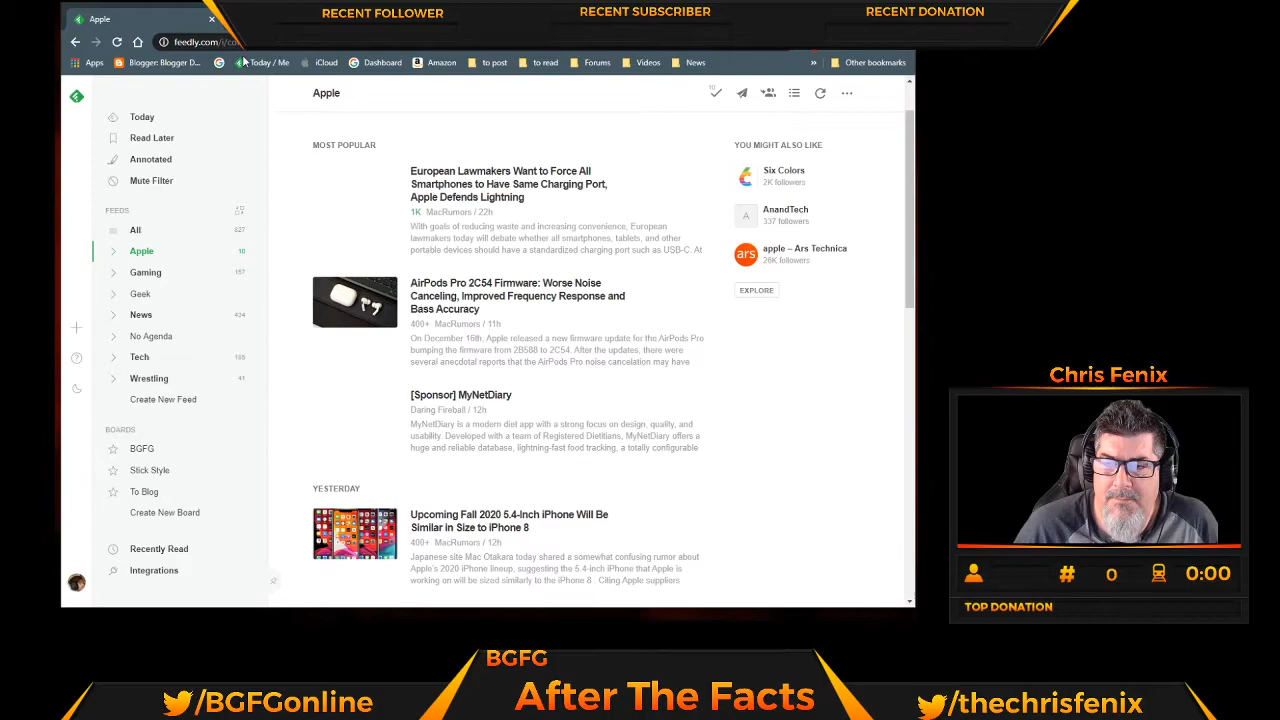 RECENT FOLLOWER
RECENT SUBSCRIBER
RECENT DONATION
Apple
feedly.com/i/co
Apps
Blogger: Blogger D...
Today / Me
iCloud
Dashboard
Amazon
to post
to read
Forums
Videos
News
»
Other bookmarks
Today
Read Later
Annotated
Mute Filter
FEEDS
All 827
Apple 10
Gaming 157
Geek
News 434
No Agenda
Tech 185
Wrestling 41
Create New Feed
BOARDS
BGFG
Stick Style
To Blog
Create New Board
Recently Read
Integrations
Apple
10
MOST POPULAR
European Lawmakers Want to Force All
Smartphones to Have Same Charging Port,
Apple Defends Lightning
1K MacRumors / 22h
With goals of reducing waste and increasing convenience, European
lawmakers today will debate whether all smartphones, tablets, and other
portable devices should have a standardized charging port such as USB-C. At
AirPods Pro 2C54 Firmware: Worse Noise
Canceling, Improved Frequency Response and
Bass Accuracy
400+ MacRumors / 11h
On December 16th, Apple released a new firmware update for the AirPods Pro
bumping the firmware from 2B588 to 2C54. After the updates, there were
several anecdotal reports that the AirPods Pro noise cancelation may have
[Sponsor] MyNetDiary
Daring Fireball / 12h
MyNetDiary is a modern diet app with a strong focus on design, quality, and
usability. Developed with a team of Registered Dietitians, MyNetDiary offers a
huge and reliable database, lightning-fast food tracking, a totally configurable
YESTERDAY
Upcoming Fall 2020 5.4-Inch iPhone Will Be
Similar in Size to iPhone 8
400+ MacRumors / 12h
Japanese site Mac Otakara today shared a somewhat confusing rumor about
Apple's 2020 iPhone lineup, suggesting the 5.4-inch iPhone that Apple is
working on will be sized similarly to the iPhone 8 Citing Apple suppliers
YOU MIGHT ALSO LIKE
Six Colors
2K followers
A
AnandTech
337 followers
ars
apple – Ars Technica
26K followers
EXPLORE
Chris Fenix
# 0 0:00
TOP DONATION
BGFG
After The Facts
/BGFGonline
/thechrisfenix